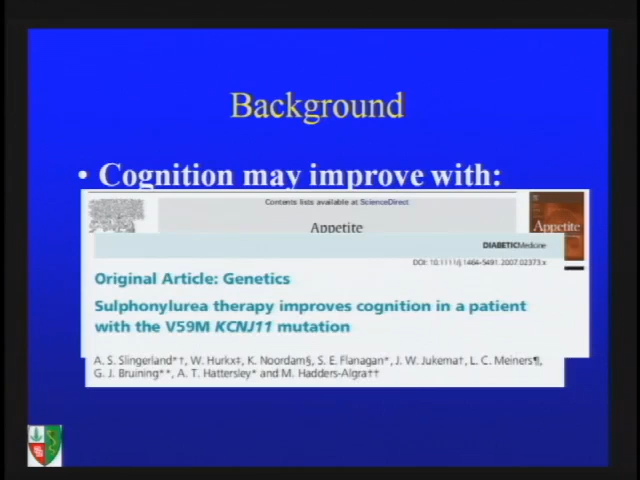 Background
• Cognition may improve with:
Contents lists available at ScienceDirect
Appetite
Appetite
DIABETICMedicine
DOI: 10.1111/j.1464-5491.2007.02373.x
Original Article: Genetics
Sulphonylurea therapy improves cognition in a patient
with the V59M KCNJ11 mutation
A. S. Slingerland*†, W. Hurkx‡, K. Noordam§, S. E. Flanagan*, J. W. Jukema†, L. C. Meiners¶,
G. J. Bruining**, A. T. Hattersley* and M. Hadders-Algra††